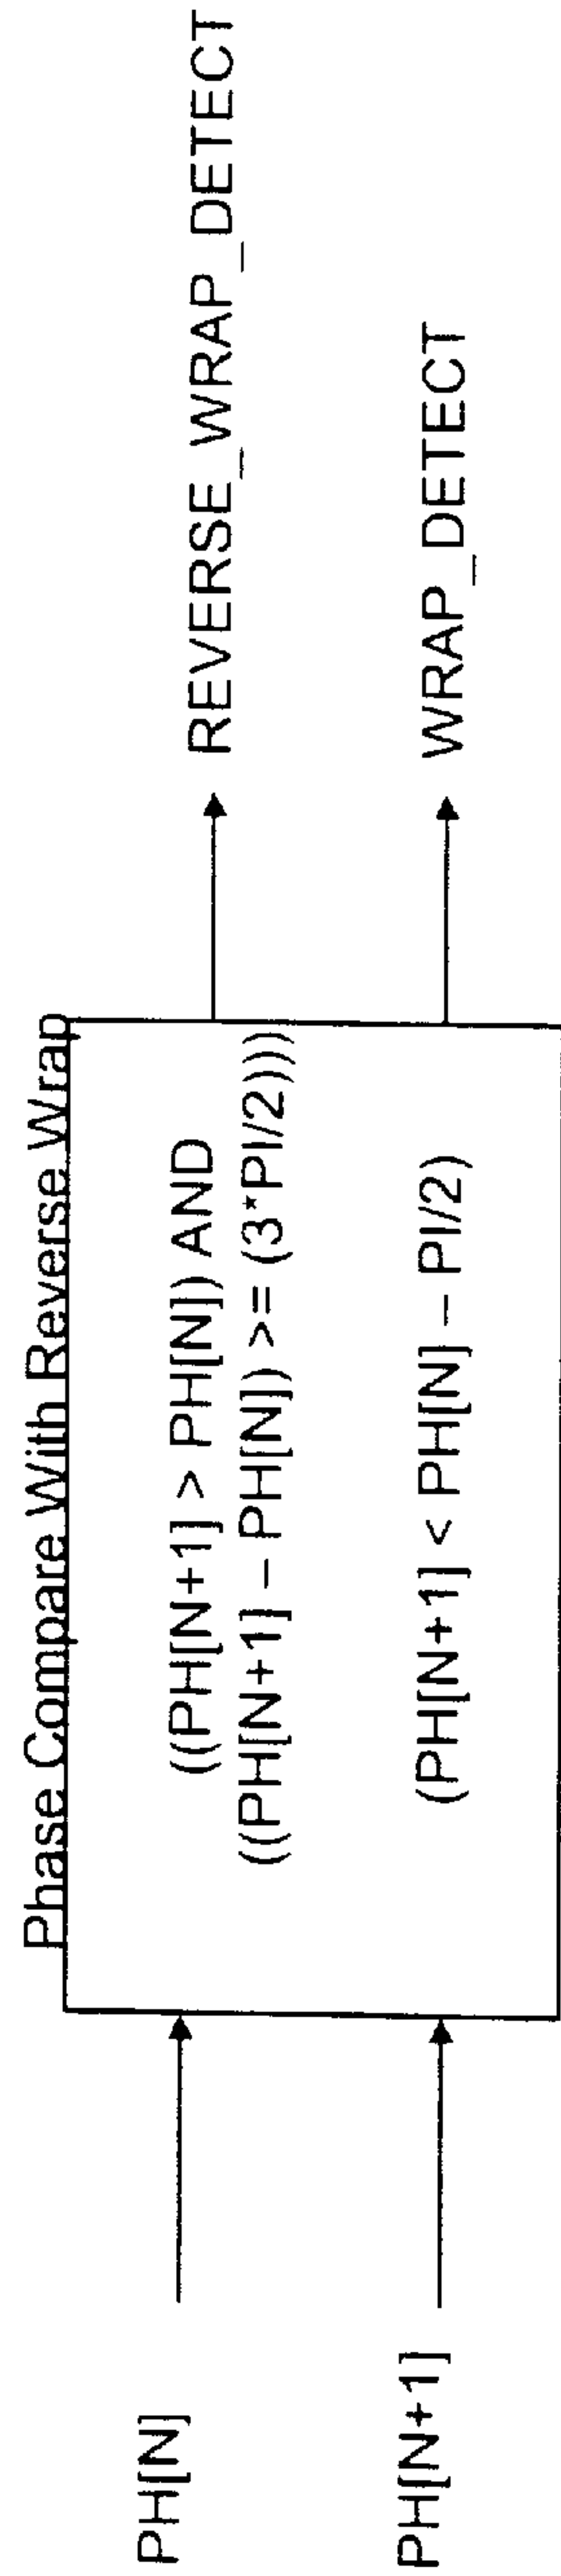 Phase Compare With Reverse Wrap
PH[N]
((PH[N+1] > PH[N]) AND
((PH[N+1] – PH[N]) >= (3*PI/2))))
REVERSE_WRAP_DETECT
PH[N+1]
(PH[N+1] < PH[N] – PI/2)
WRAP_DETECT